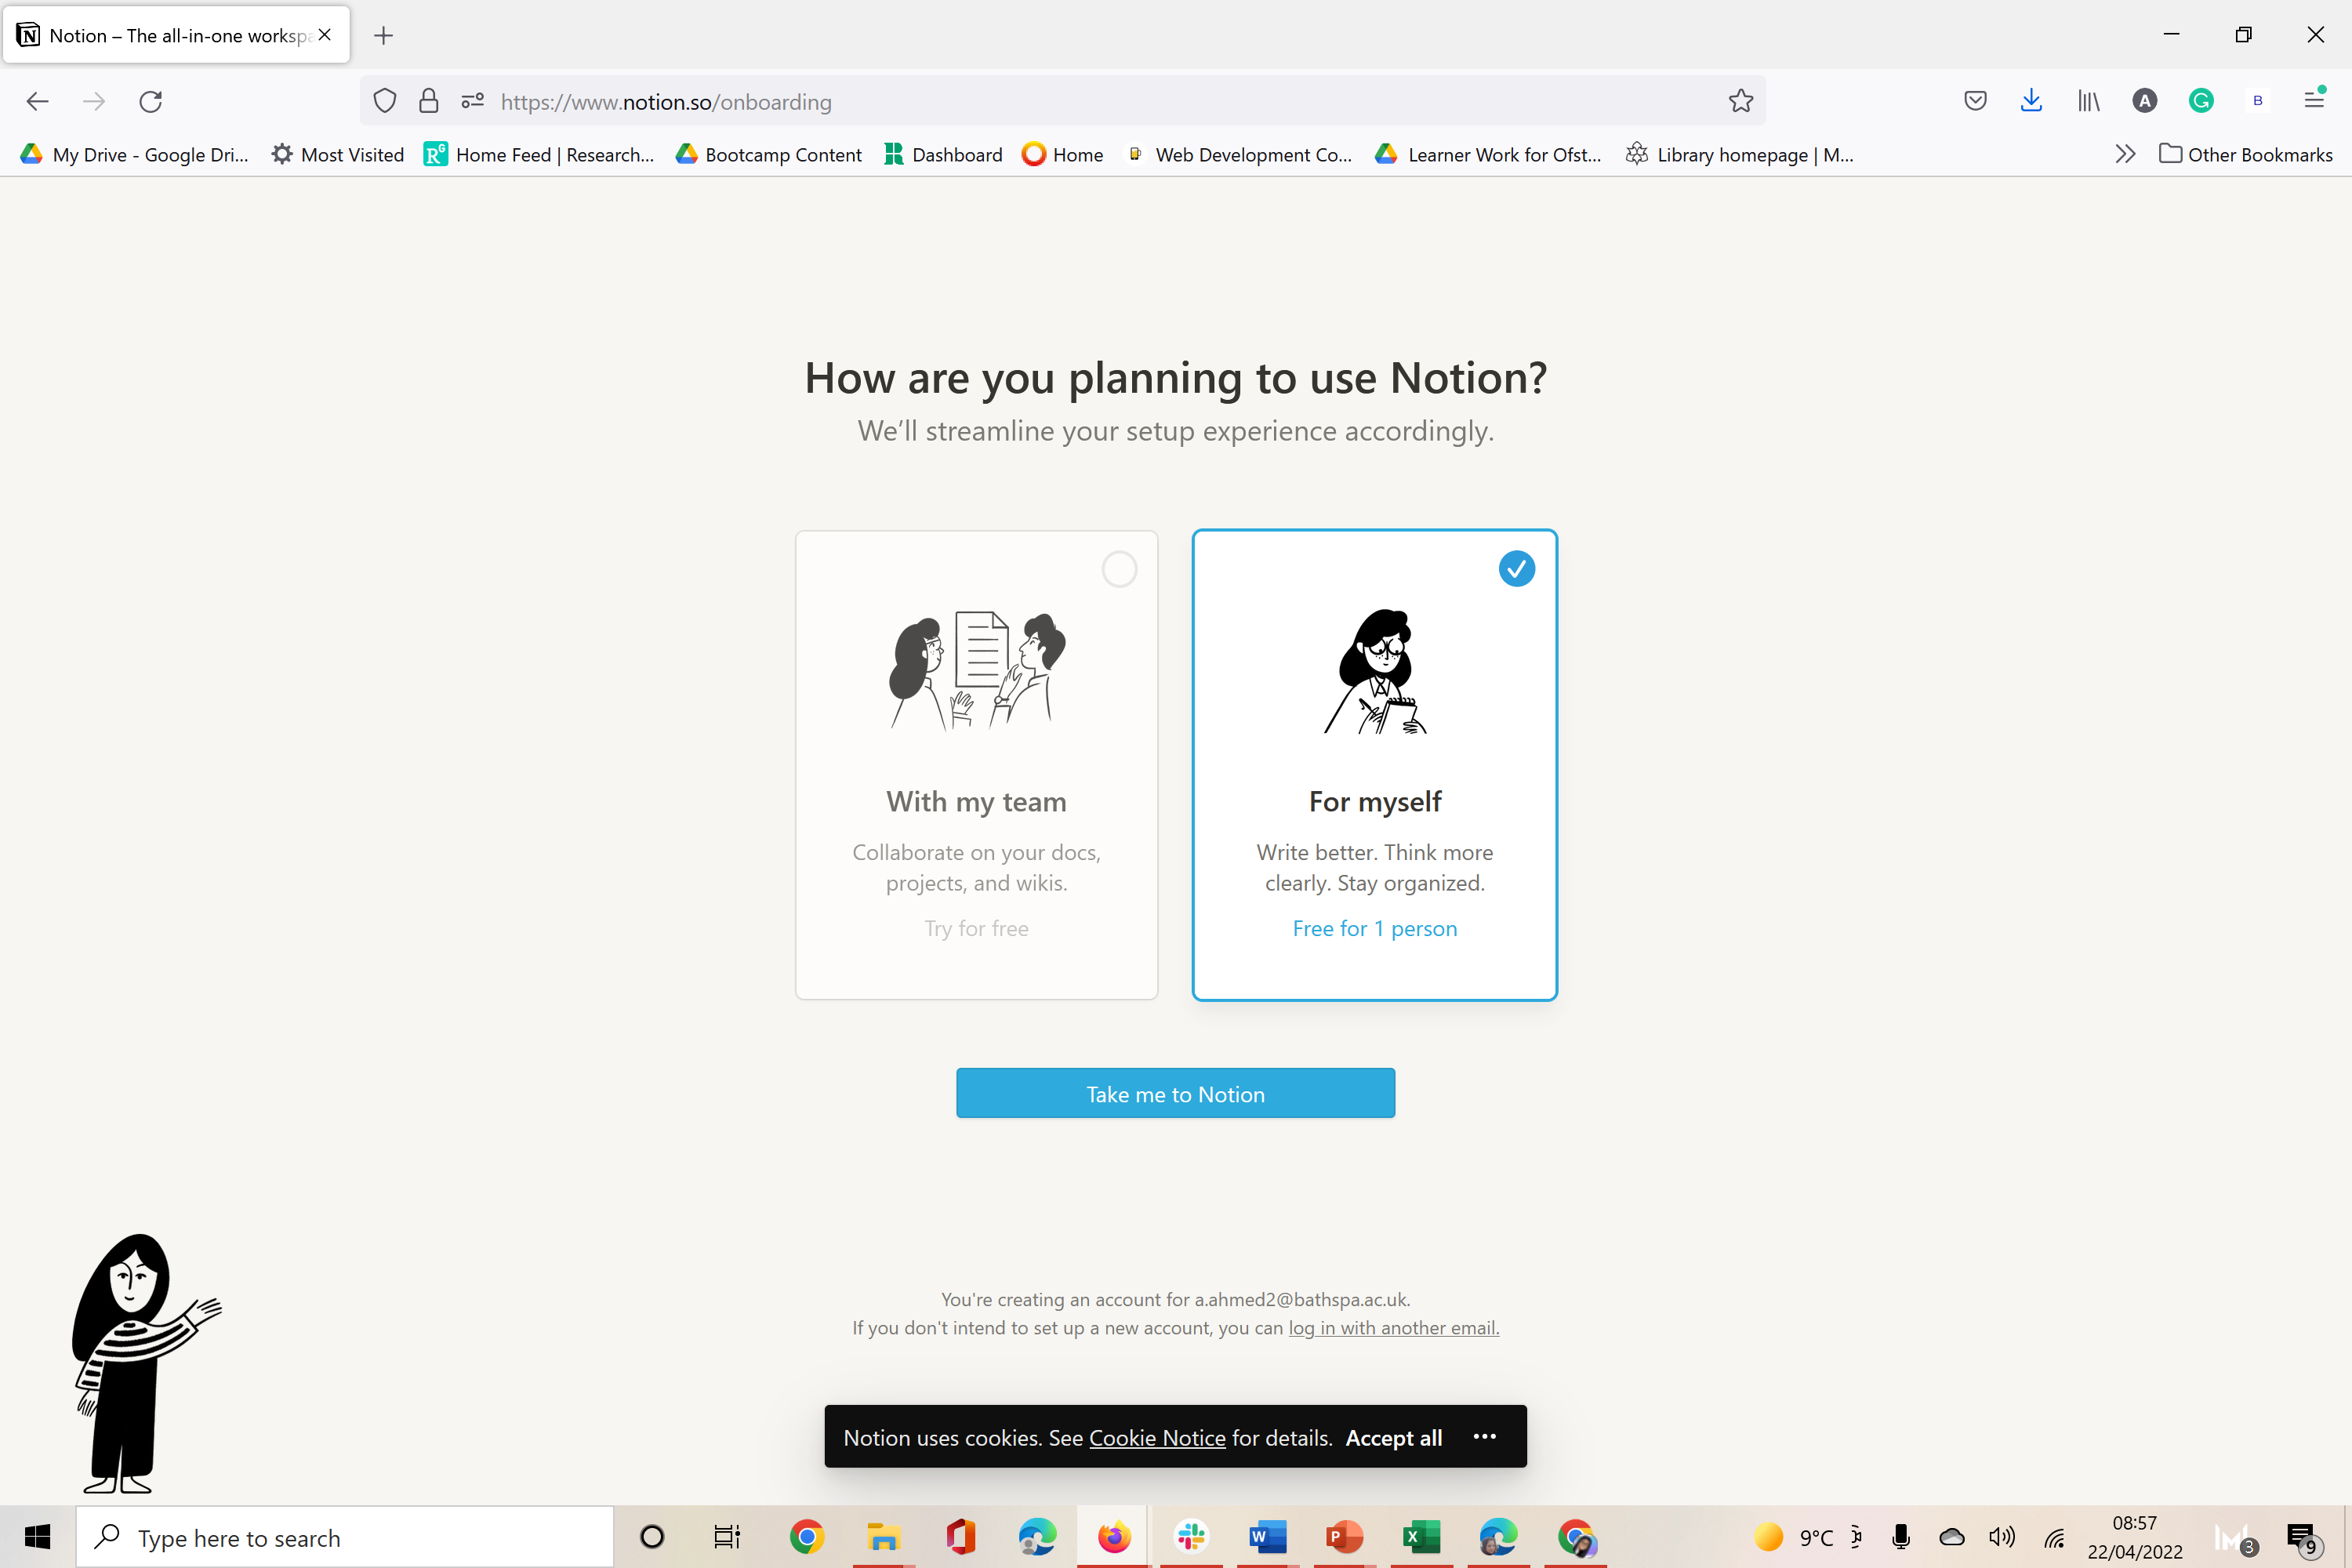 Notion – The all-in-one workspa
https://www.notion.so/onboarding
My Drive - Google Dri...
Most Visited
Home Feed | Research...
Bootcamp Content
Dashboard
Home
Web Development Co...
Learner Work for Ofst...
Library homepage | M...
Other Bookmarks
How are you planning to use Notion?
We’ll streamline your setup experience accordingly.
With my team
Collaborate on your docs,
projects, and wikis.
Try for free
For myself
Write better. Think more
clearly. Stay organized.
Free for 1 person
Take me to Notion
You're creating an account for a.ahmed2@bathspa.ac.uk.
If you don't intend to set up a new account, you can log in with another email.
Notion uses cookies. See Cookie Notice for details. Accept all
Type here to search
9°C
08:57
22/04/2022
3
9